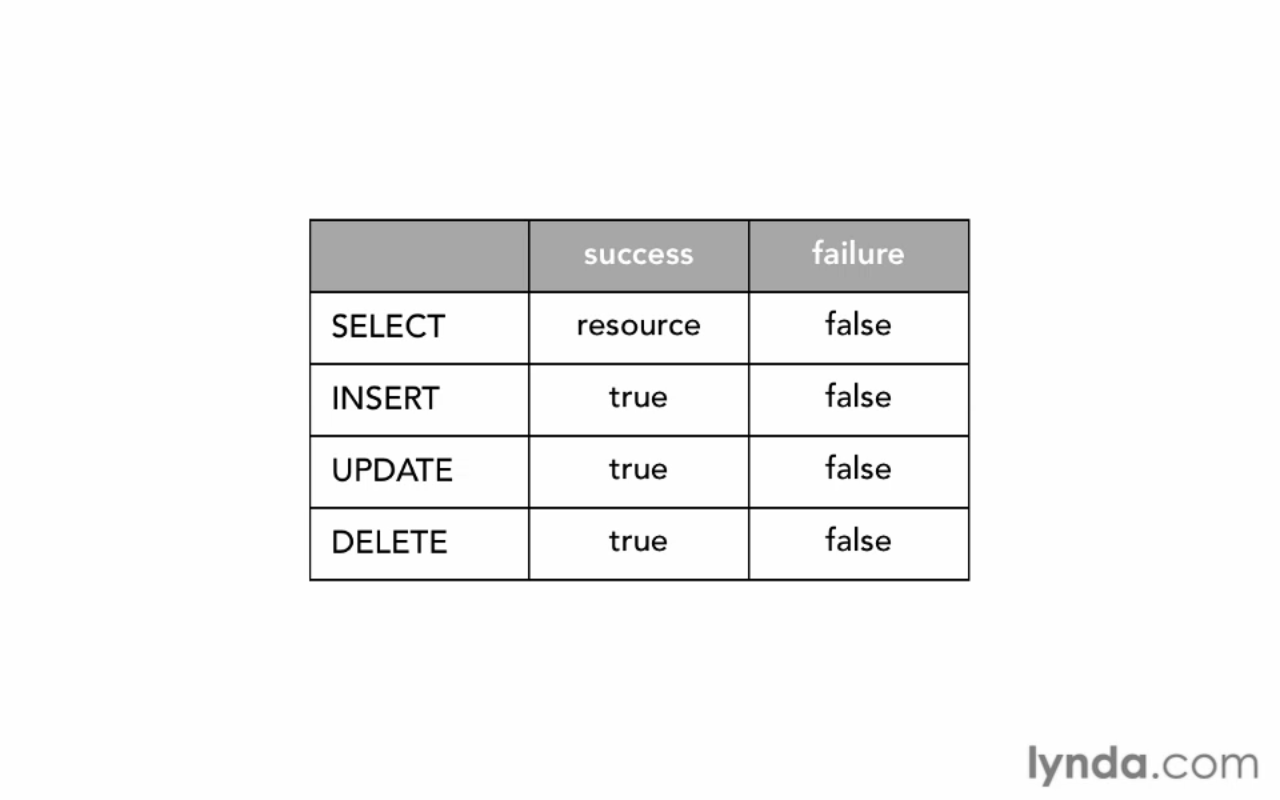 success failure
SELECT resource false
INSERT true false
UPDATE true false
DELETE true false
lynda.com